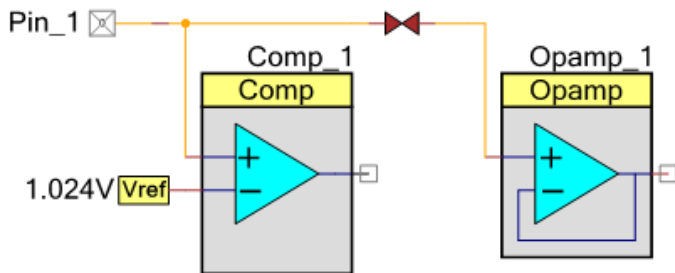 Pin_1
Comp_1
Opamp_1
Comp
Opamp
+
+
1.024V Vref
−
−